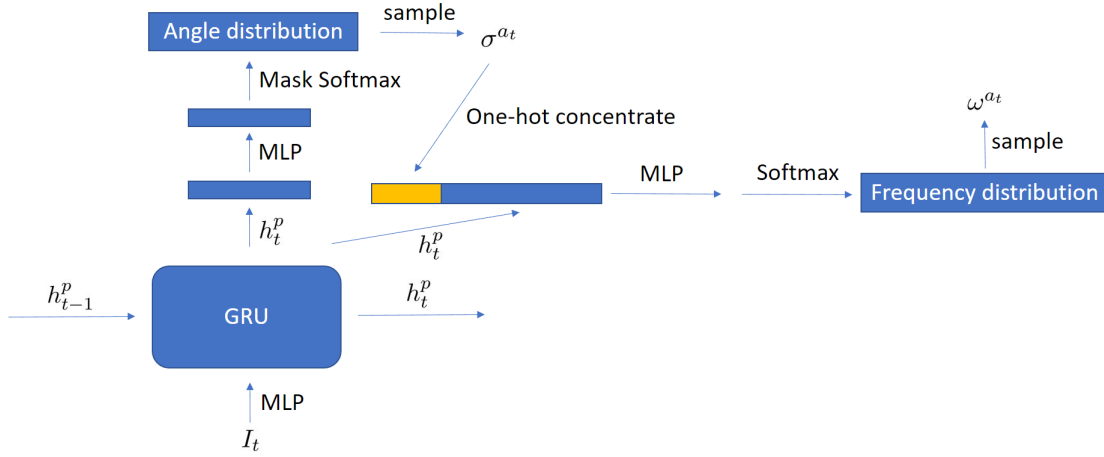 sample
Angle distribution
σ^{a_t}
Mask Softmax
ω^{a_t}
One-hot concentrate
sample
MLP
MLP
Softmax
Frequency distribution
h_t^p
h_t^p
h_{t-1}^p
h_t^p
GRU
MLP
I_t